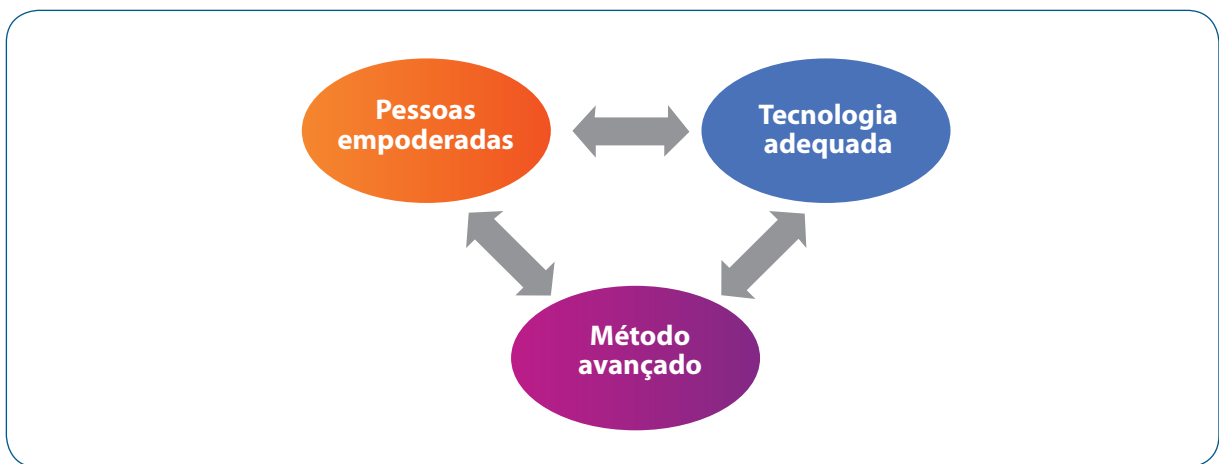 Pessoas
empoderadas
Tecnologia
adequada
Método
avançado